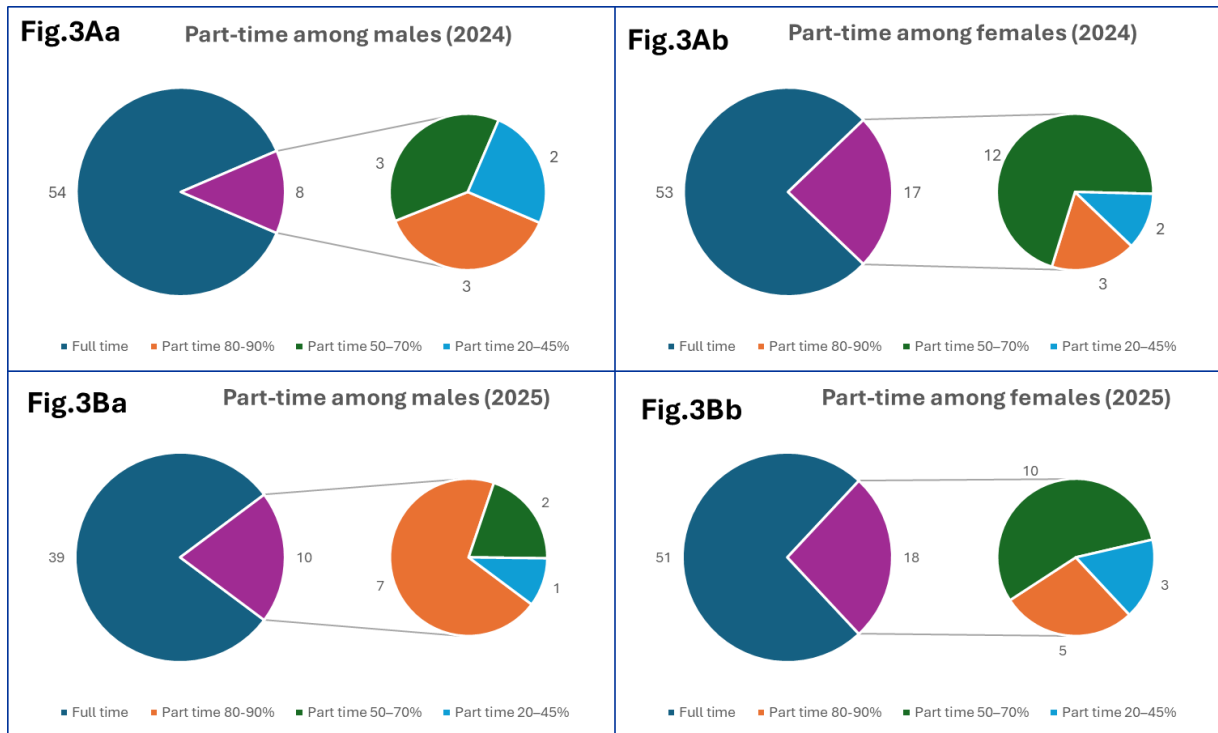 Fig.3Aa
Part-time among males (2024)
54
8
3
2
3
Full time Part time 80-90% Part time 50–70% Part time 20–45%
Fig.3Ab
Part-time among females (2024)
53
17
12
2
3
Full time Part time 80-90% Part time 50–70% Part time 20–45%
Fig.3Ba
Part-time among males (2025)
39
10
2
7
1
Full time Part time 80-90% Part time 50–70% Part time 20–45%
Fig.3Bb
Part-time among females (2025)
51
18
10
3
5
Full time Part time 80-90% Part time 50–70% Part time 20–45%